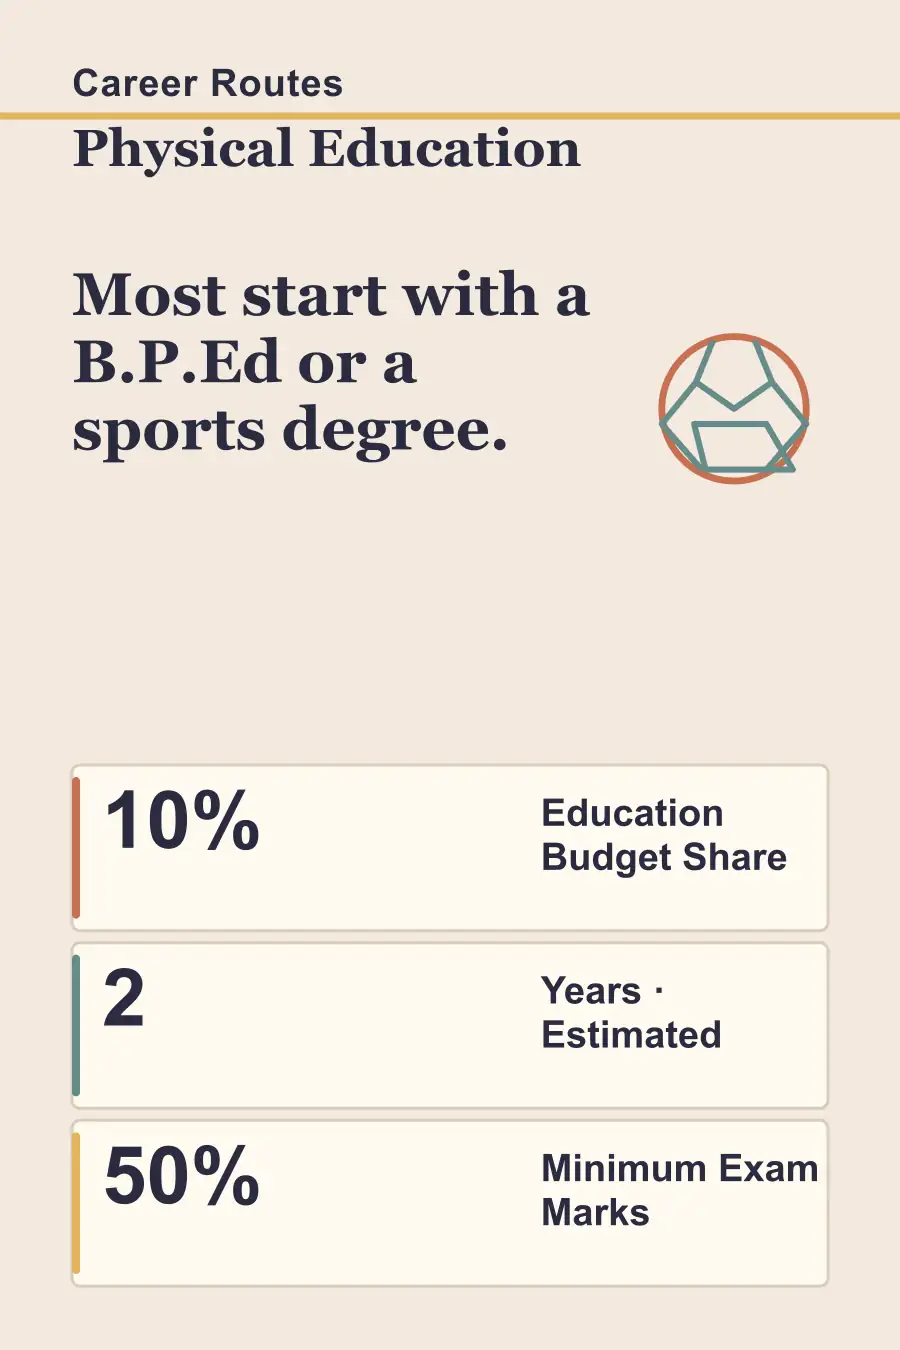 Career Routes
Physical Education
Most start with a
B.P.Ed or a
sports degree.
10%
Education
Budget Share
2
Years ·
Estimated
50%
Minimum Exam
Marks